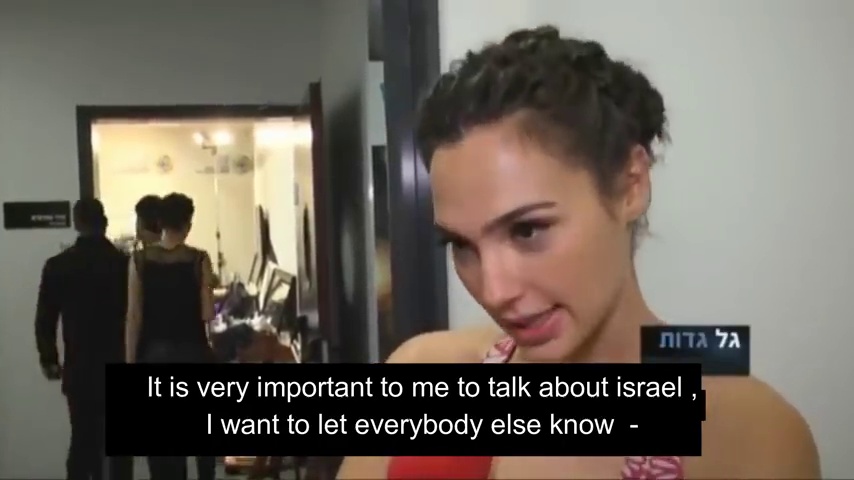 גל גדות
It is very important to me to talk about israel ,
I want to let everybody else know -